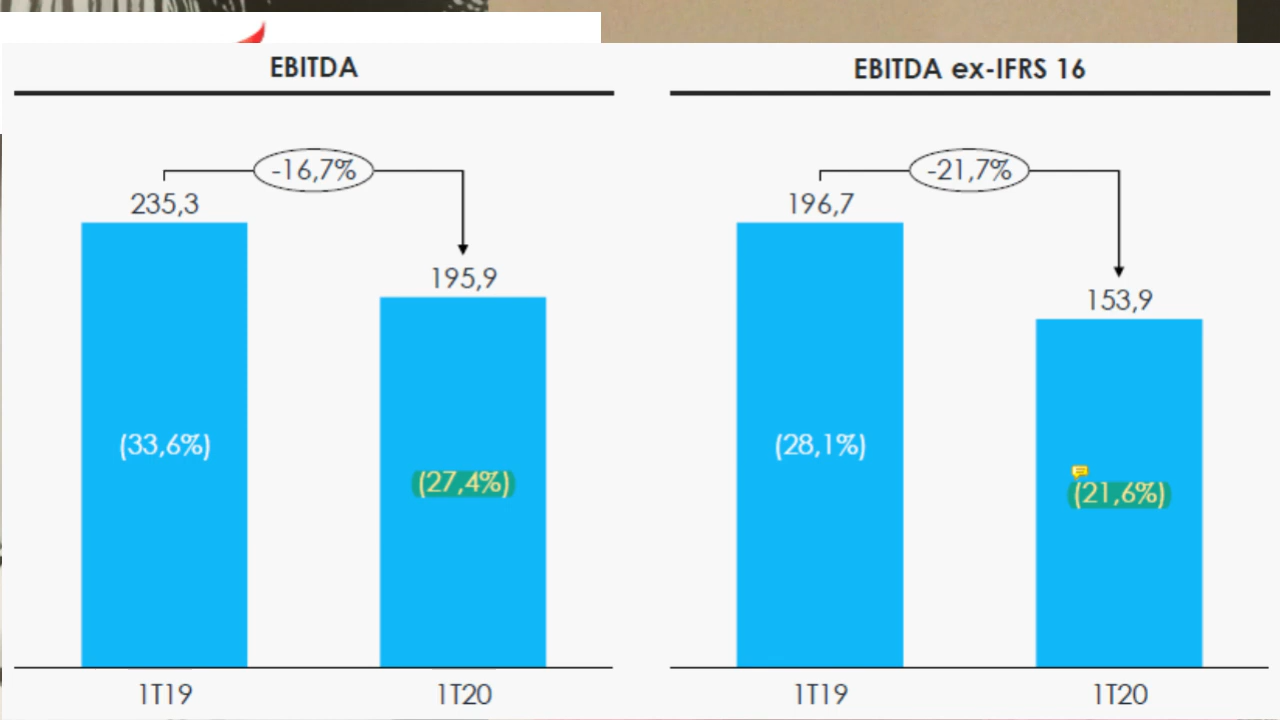 EBITDA
-16,7%
235,3
195,9
(33,6%)
(27,4%)
1T19
1T20
EBITDA ex-IFRS 16
-21,7%
196,7
153,9
(28,1%)
(21,6%)
1T19
1T20